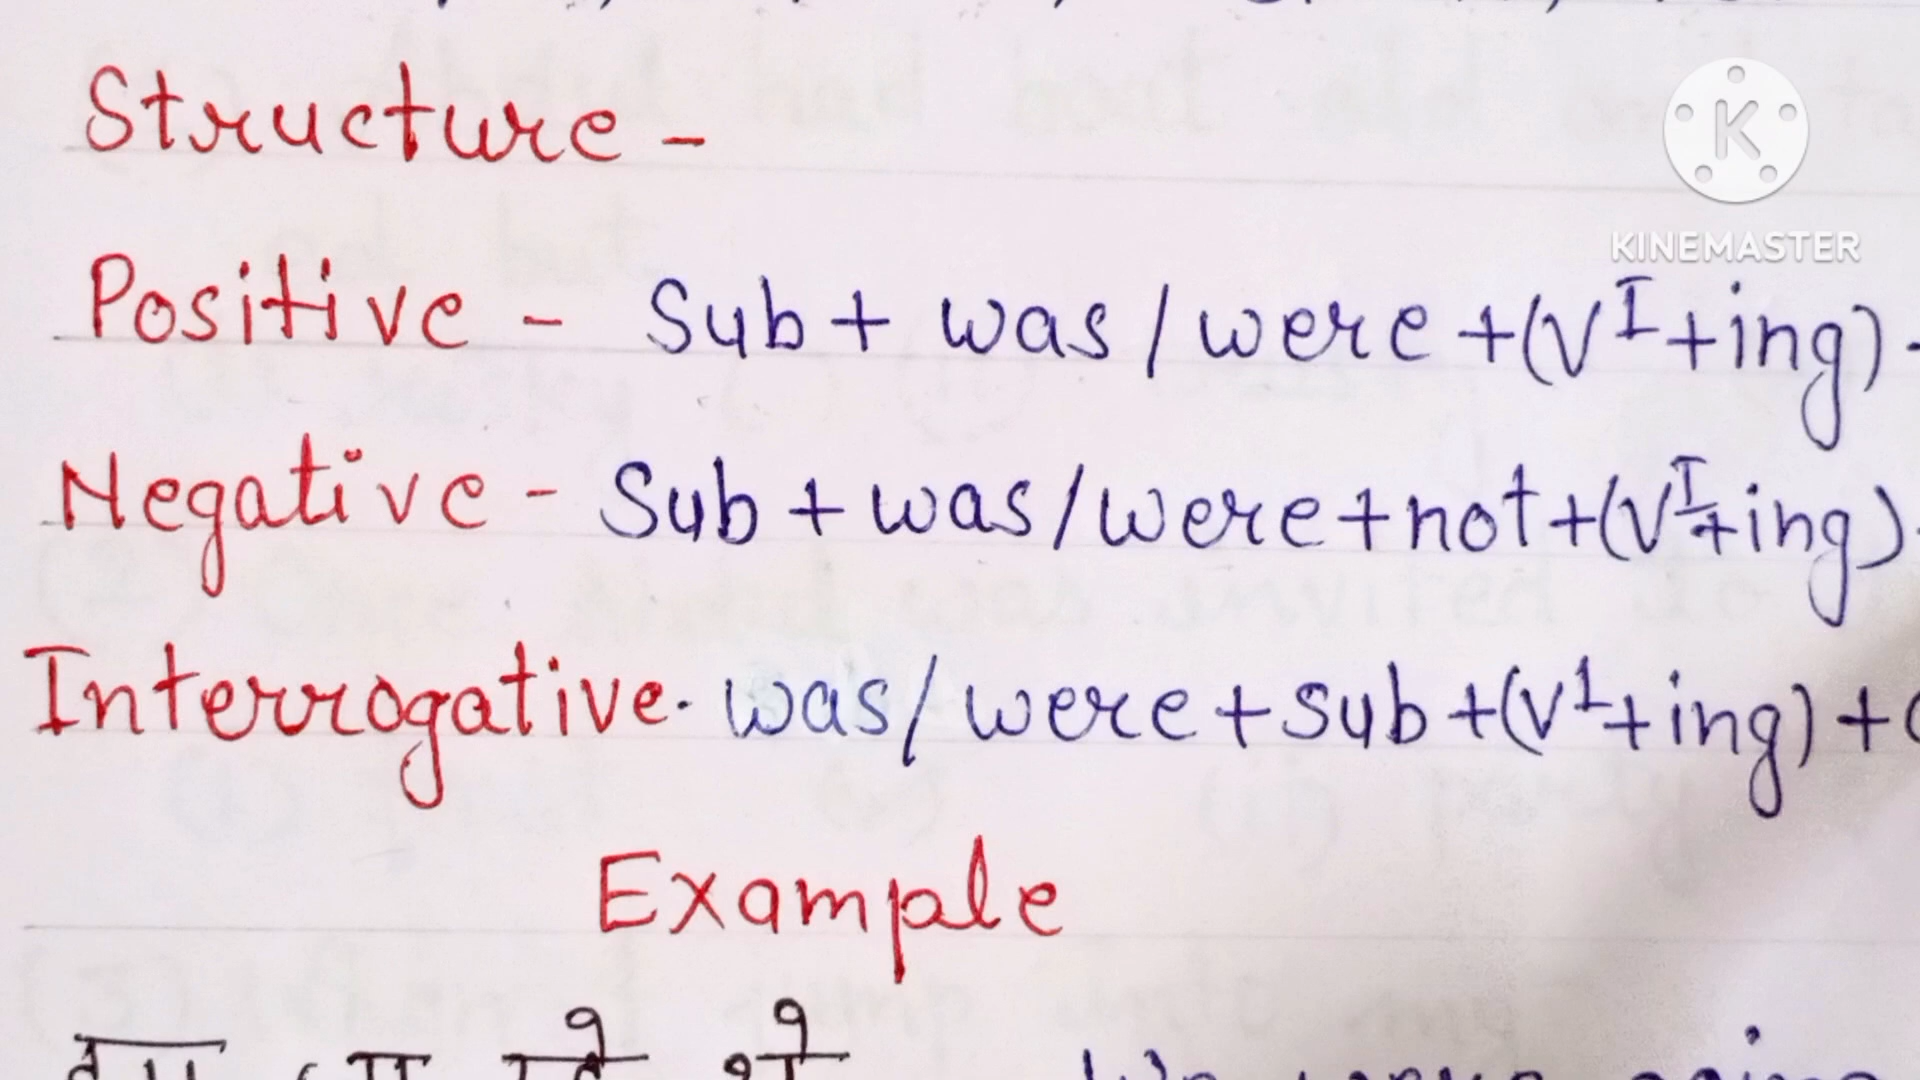 Structure -
K
KINEMASTER
Positive - Sub + was / were + (V^I + ing) -
Negative - Sub + was / were + not + (V^I + ing)
Interrogative - was / were + sub + (V^1 + ing) +
Example